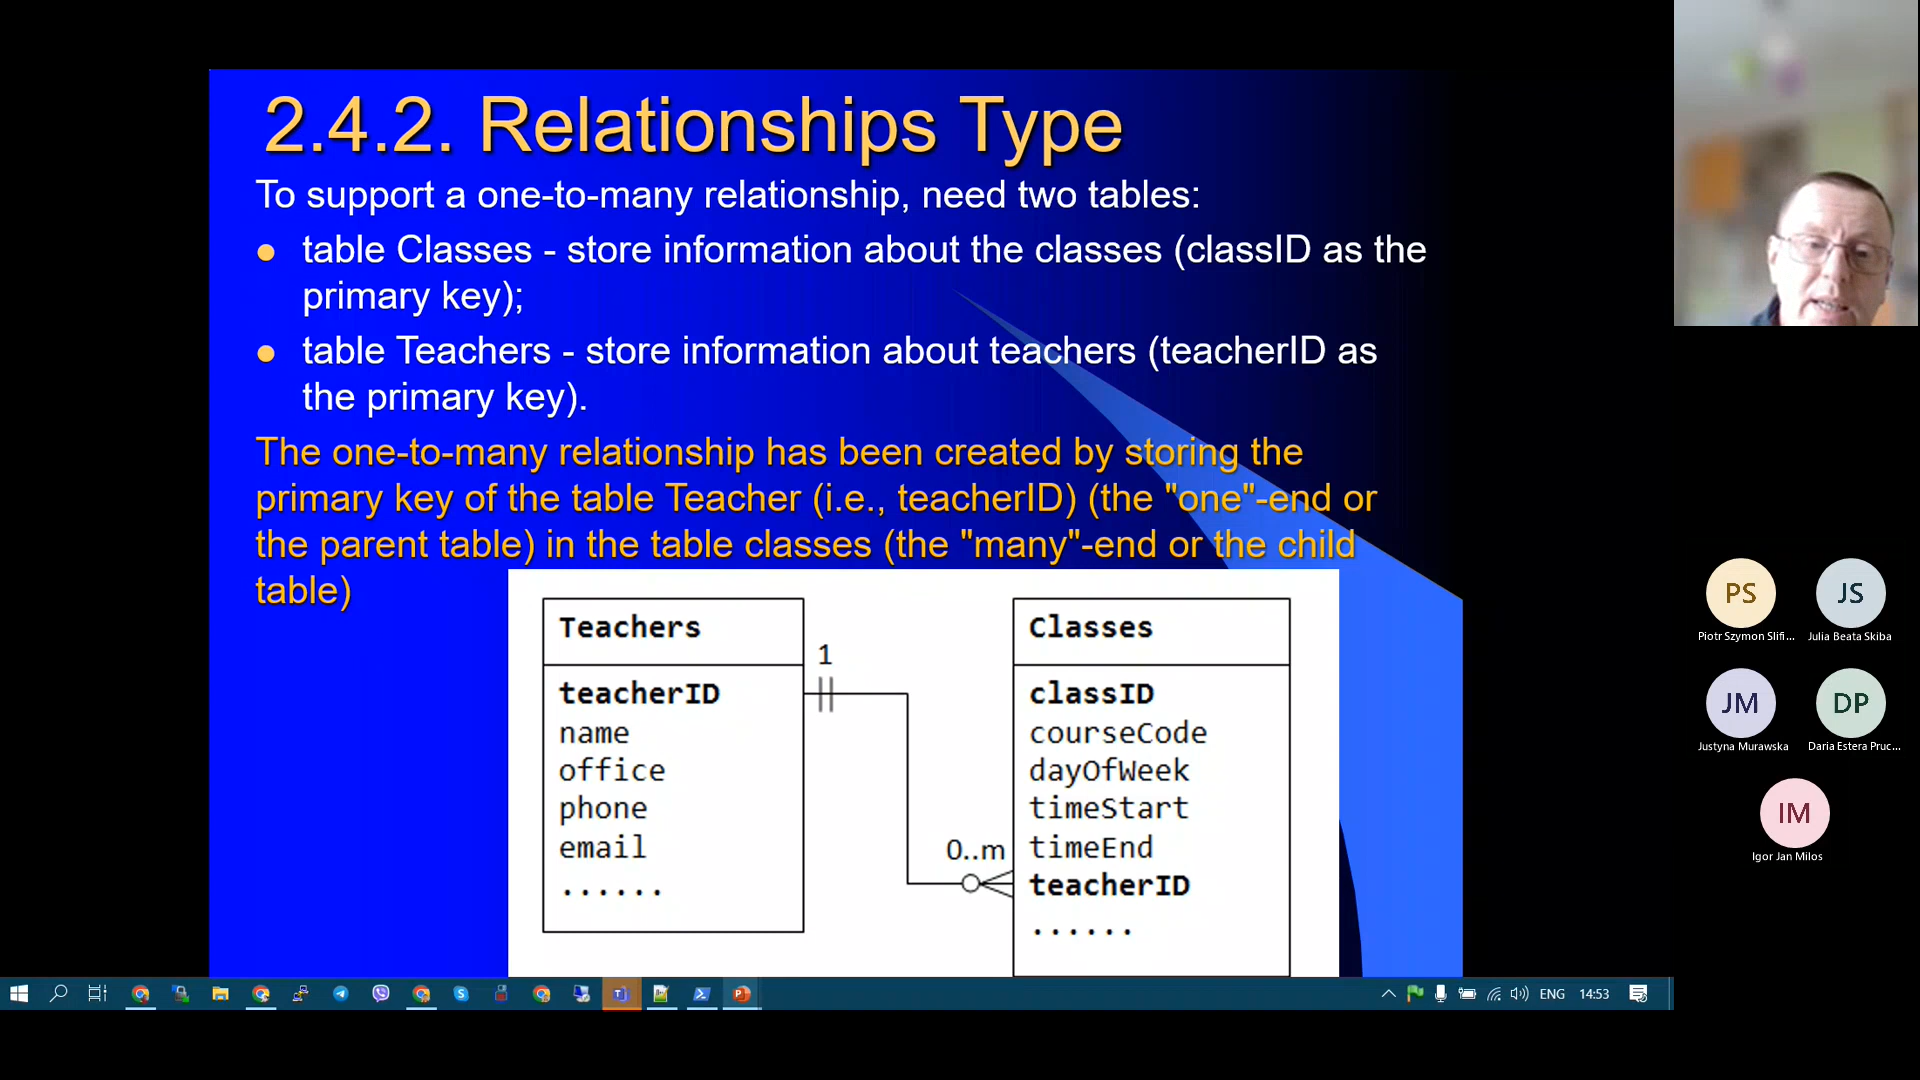 2.4.2. Relationships Type
To support a one-to-many relationship, need two tables:
table Classes - store information about the classes (classID as the
primary key);
table Teachers - store information about teachers (teacherID as
the primary key).
The one-to-many relationship has been created by storing the
primary key of the table Teacher (i.e., teacherID) (the "one"-end or
the parent table) in the table classes (the "many"-end or the child
table)
Teachers
teacherID
name
office
phone
email
......
1
0..m
Classes
classID
courseCode
dayOfWeek
timeStart
timeEnd
teacherID
......
PS
Piotr Szymon Slifi...
JS
Julia Beata Skiba
JM
Justyna Murawska
DP
Daria Estera Pruc...
IM
Igor Jan Milos
ENG
14:53